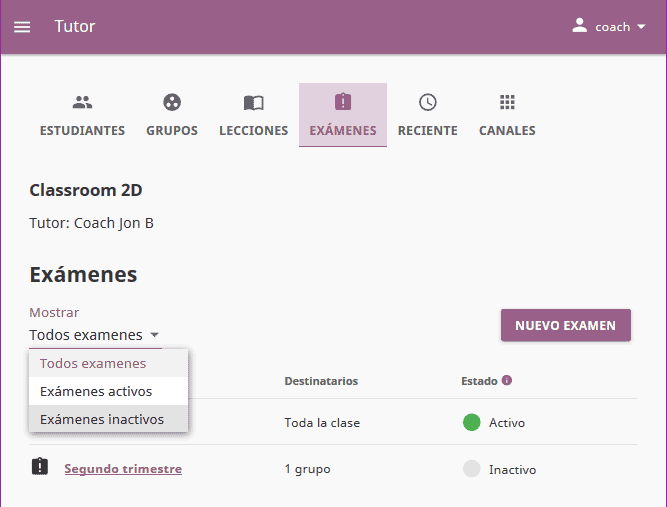 Tutor
coach
ESTUDIANTES GRUPOS LECCIONES EXÁMENES RECIENTE CANALES
Classroom 2D
Tutor: Coach Jon B
Exámenes
Mostrar
Todos examenes
NUEVO EXAMEN
Todos examenes
Exámenes activos
Exámenes inactivos
Destinatarios Estado
Toda la clase Activo
Segundo trimestre 1 grupo Inactivo